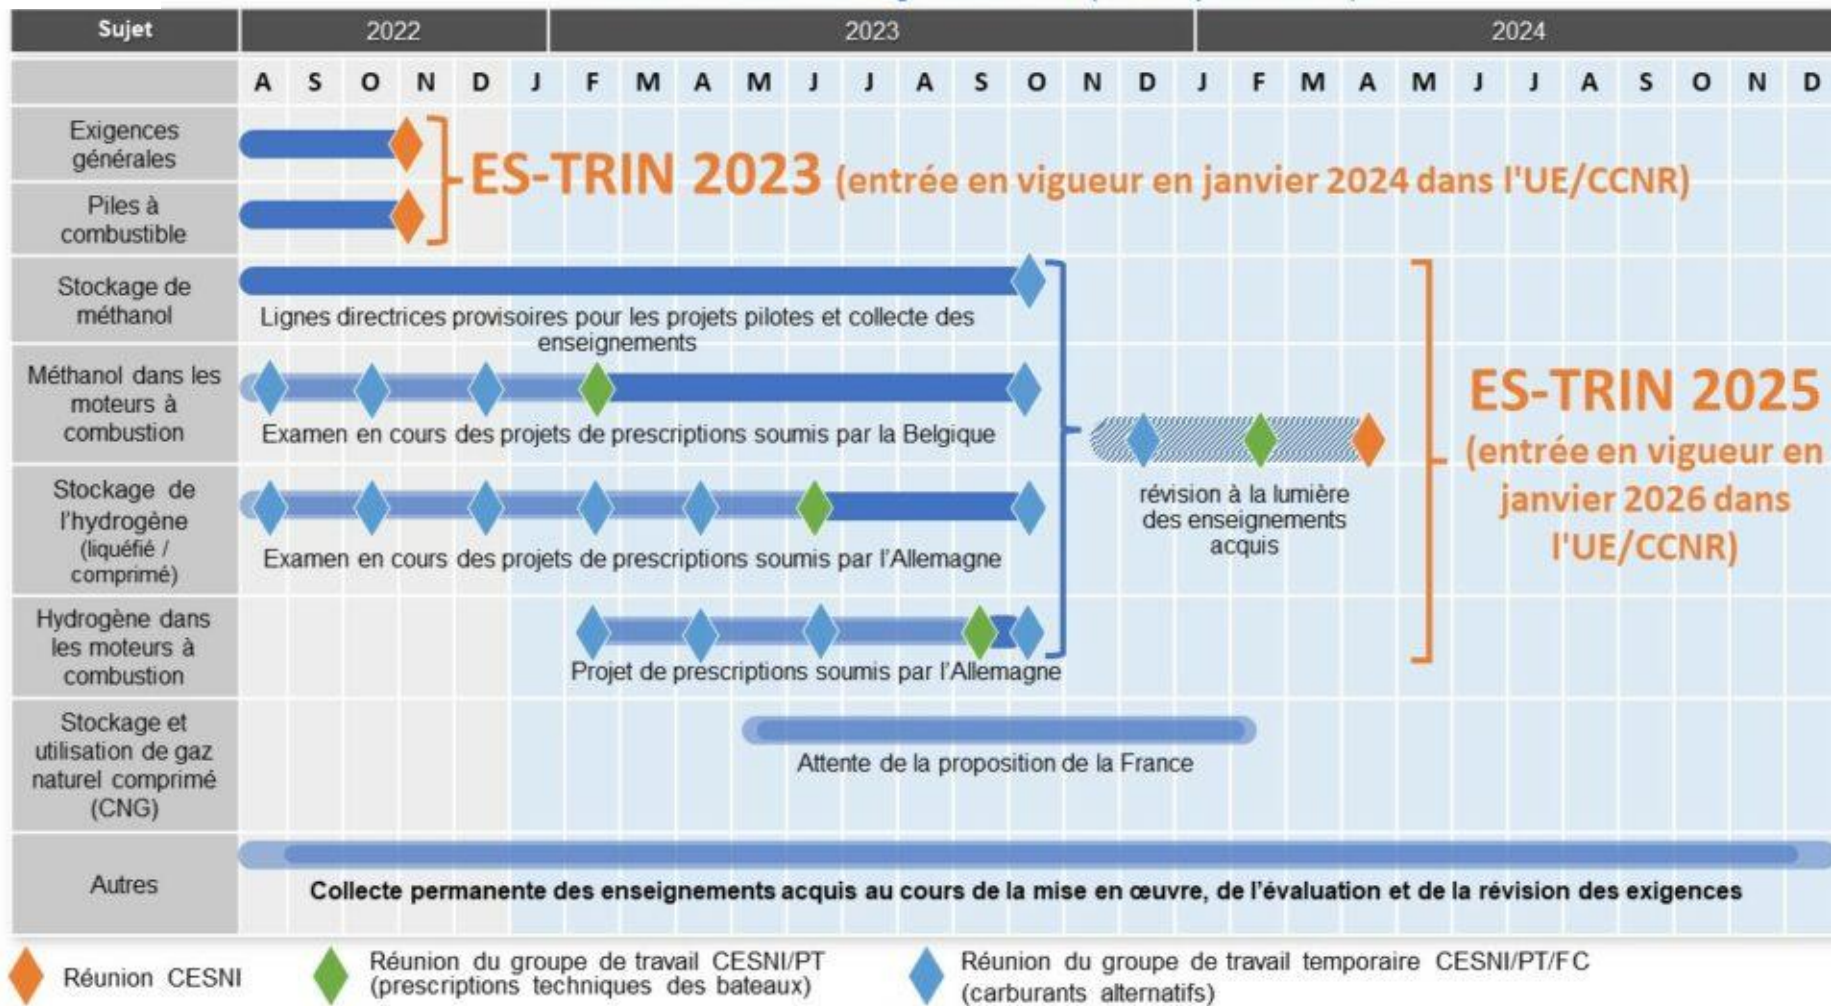 Sujet 2022 2023 2024
A S O N D J F M A M J J A S O N D J F M A M J J A S O N D
Exigences
générales
Piles à
combustible
ES-TRIN 2023 (entrée en vigueur en janvier 2024 dans l'UE/CCNR)
Stockage de
méthanol
Lignes directrices provisoires pour les projets pilotes et collecte des
enseignements
Méthanol dans les
moteurs à
combustion
Examen en cours des projets de prescriptions soumis par la Belgique
Stockage de
l'hydrogène
(liquéfié /
comprimé)
Examen en cours des projets de prescriptions soumis par l'Allemagne
Hydrogène dans
les moteurs à
combustion
Projet de prescriptions soumis par l'Allemagne
révision à la lumière
des enseignements
acquis
ES-TRIN 2025
(entrée en vigueur en
janvier 2026 dans
l'UE/CCNR)
Stockage et
utilisation de gaz
naturel comprimé
(CNG)
Attente de la proposition de la France
Autres
Collecte permanente des enseignements acquis au cours de la mise en œuvre, de l'évaluation et de la révision des exigences
Réunion CESNI
Réunion du groupe de travail CESNI/PT
(prescriptions techniques des bateaux)
Réunion du groupe de travail temporaire CESNI/PT/FC
(carburants alternatifs)